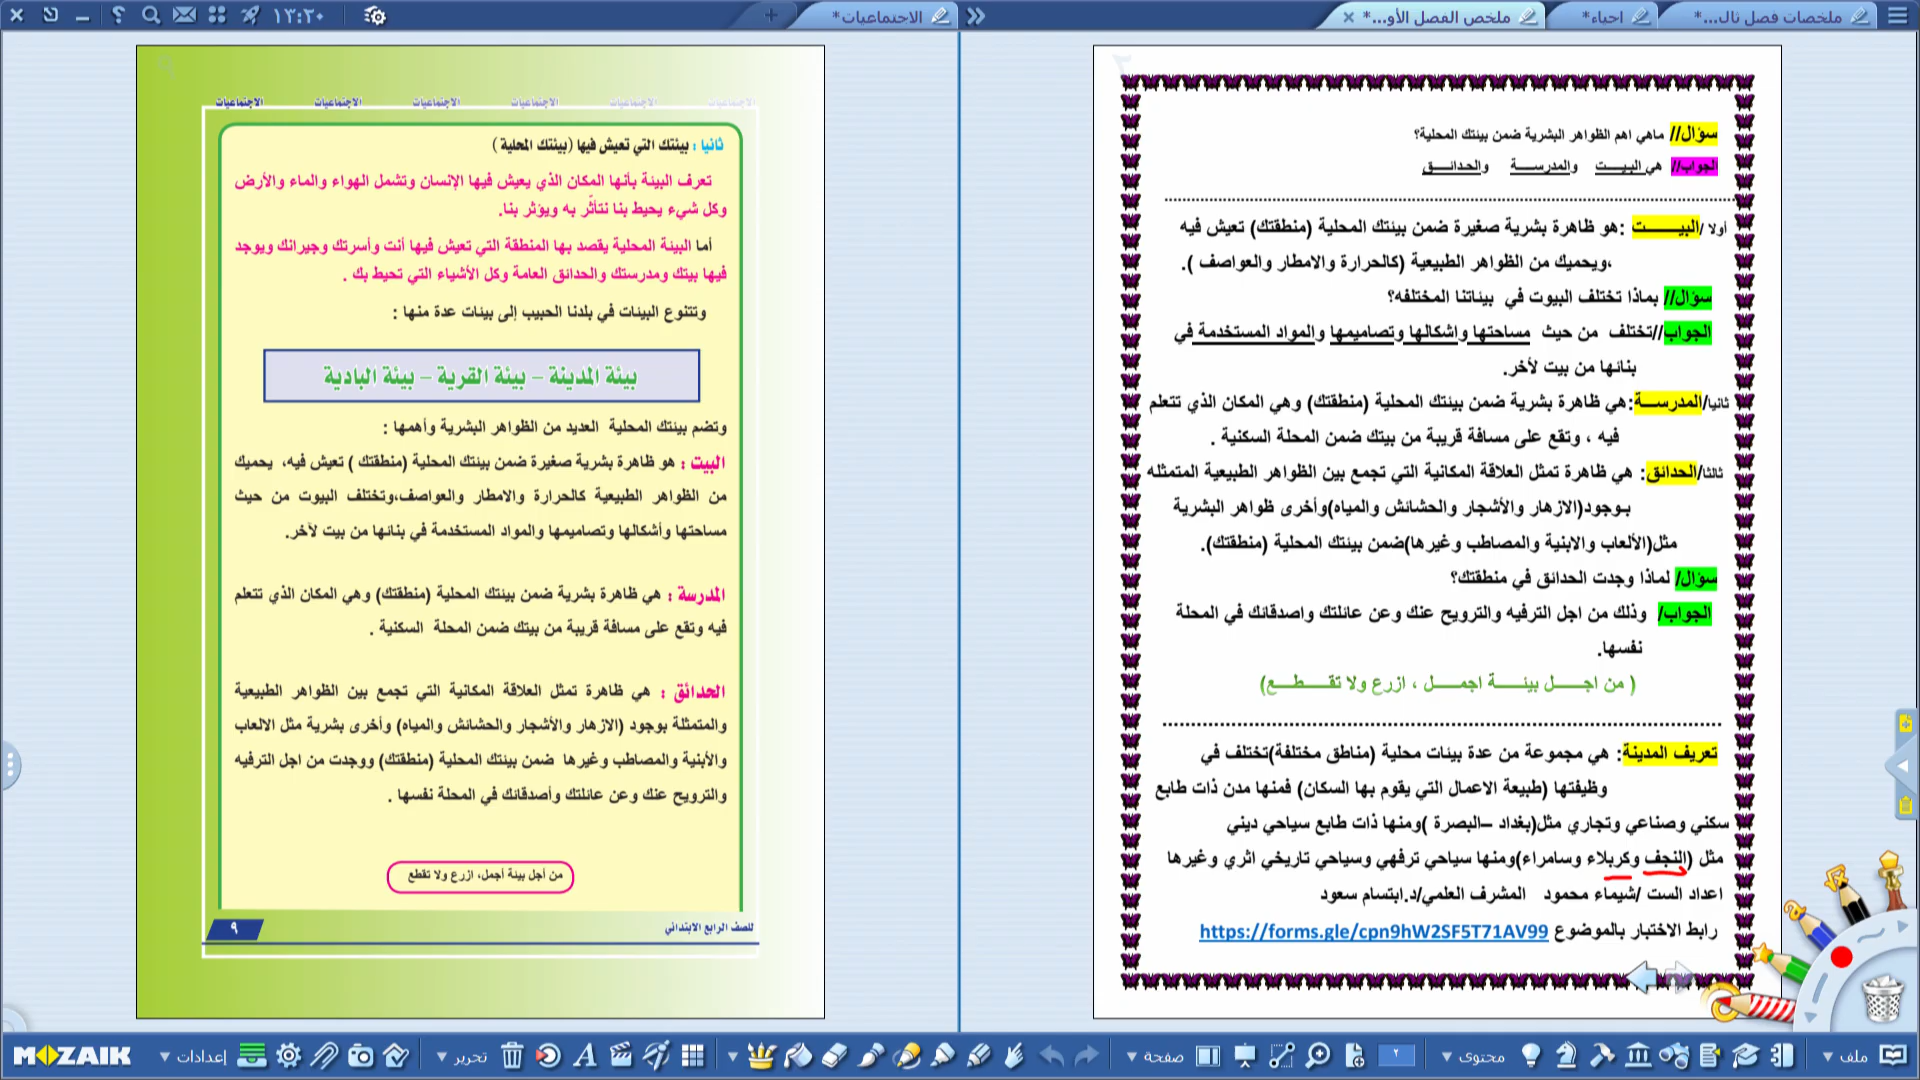 ١٣:٢٠
الاجتماعيات*
ملخص الفصل الأو...*
احياء*
ملخصات فصل ثال...*
سؤال// ماهي اهم الظواهر البشرية ضمن بيئتك المحلية؟
الجواب// هي البيـــت والمدرســـة والحدائــق
أولا /البيـــــت :هو ظاهرة بشرية صغيرة ضمن بيئتك المحلية (منطقتك) تعيش فيه
،ويحميك من الظواهر الطبيعية (كالحرارة والامطار والعواصف ).
سؤال// بماذا تختلف البيوت في بيئاتنا المختلفه؟
الجواب//تختلف من حيث مساحتها واشكالها وتصاميمها والمواد المستخدمة في
بنائها من بيت لأخر.
ثانيا/المدرســـة:هي ظاهرة بشرية ضمن بيئتك المحلية (منطقتك) وهي المكان الذي تتعلم
فيه ، وتقع على مسافة قريبة من بيتك ضمن المحلة السكنية .
ثالثا/الحدائق: هي ظاهرة تمثل العلاقة المكانية التي تجمع بين الظواهر الطبيعية المتمثله
بـوجود(الازهار والأشجار والحشائش والمياه)وأخرى ظواهر البشرية
مثل(الألعاب والابنية والمصاطب وغيرها)ضمن بيئتك المحلية (منطقتك).
سؤال/ لماذا وجدت الحدائق في منطقتك؟
الجواب/ وذلك من اجل الترفيه والترويح عنك وعن عائلتك واصدقائك في المحلة
نفسها.
( من اجـــل بيئـــة اجمـــل ، ازرع ولا تقـــطـــع)
تعريف المدينة: هي مجموعة من عدة بيئات محلية (مناطق مختلفة)تختلف في
وظيفتها (طبيعة الاعمال التي يقوم بها السكان) فمنها مدن ذات طابع
سكني وصناعي وتجاري مثل(بغداد –البصرة )ومنها ذات طابع سياحي ديني
مثل (النجف وكربلاء وسامراء)ومنها سياحي ترفهي وسياحي تاريخي اثري وغيرها
اعداد الست /شيماء محمود المشرف العلمي/د.ابتسام سعود
رابط الاختبار بالموضوع https://forms.gle/cpn9hW2SF5T71AV99
الاجتماعيات الاجتماعيات الاجتماعيات الاجتماعيات الاجتماعيات الاجتماعيات
ثانيا : بيئتك التي تعيش فيها (بيئتك المحلية )
تعرف البيئة بأنها المكان الذي يعيش فيها الإنسان وتشمل الهواء والماء والأرض
وكل شيء يحيط بنا نتأثّر به ويؤثر بنا.
أما البيئة المحلية يقصد بها المنطقة التي تعيش فيها أنت وأسرتك وجيرانك ويوجد
فيها بيتك ومدرستك والحدائق العامة وكل الأشياء التي تحيط بك .
وتتنوع البيئات في بلدنا الحبيب إلى بيئات عدة منها :
بيئة المدينة – بيئة القرية – بيئة البادية
وتضم بيئتك المحلية العديد من الظواهر البشرية وأهمها :
البيت : هو ظاهرة بشرية صغيرة ضمن بيئتك المحلية (منطقتك ) تعيش فيه، يحميك
من الظواهر الطبيعية كالحرارة والامطار والعواصف،وتختلف البيوت من حيث
مساحتها وأشكالها وتصاميمها والمواد المستخدمة في بنائها من بيت لآخر.
المدرسة : هي ظاهرة بشرية ضمن بيئتك المحلية (منطقتك) وهي المكان الذي تتعلم
فيه وتقع على مسافة قريبة من بيتك ضمن المحلة السكنية .
الحدائق : هي ظاهرة تمثل العلاقة المكانية التي تجمع بين الظواهر الطبيعية
والمتمثلة بوجود (الازهار والأشجار والحشائش والمياه) وأخرى بشرية مثل الالعاب
والأبنية والمصاطب وغيرها ضمن بيئتك المحلية (منطقتك) ووجدت من اجل الترفيه
والترويح عنك وعن عائلتك وأصدقائك في المحلة نفسها .
من أجل بيئة أجمل، ازرع ولا تقطع
للصف الرابع الابتدائي
٩
MOZAIK
إعدادات
تحرير
صفحة
٢
محتوى
ملف